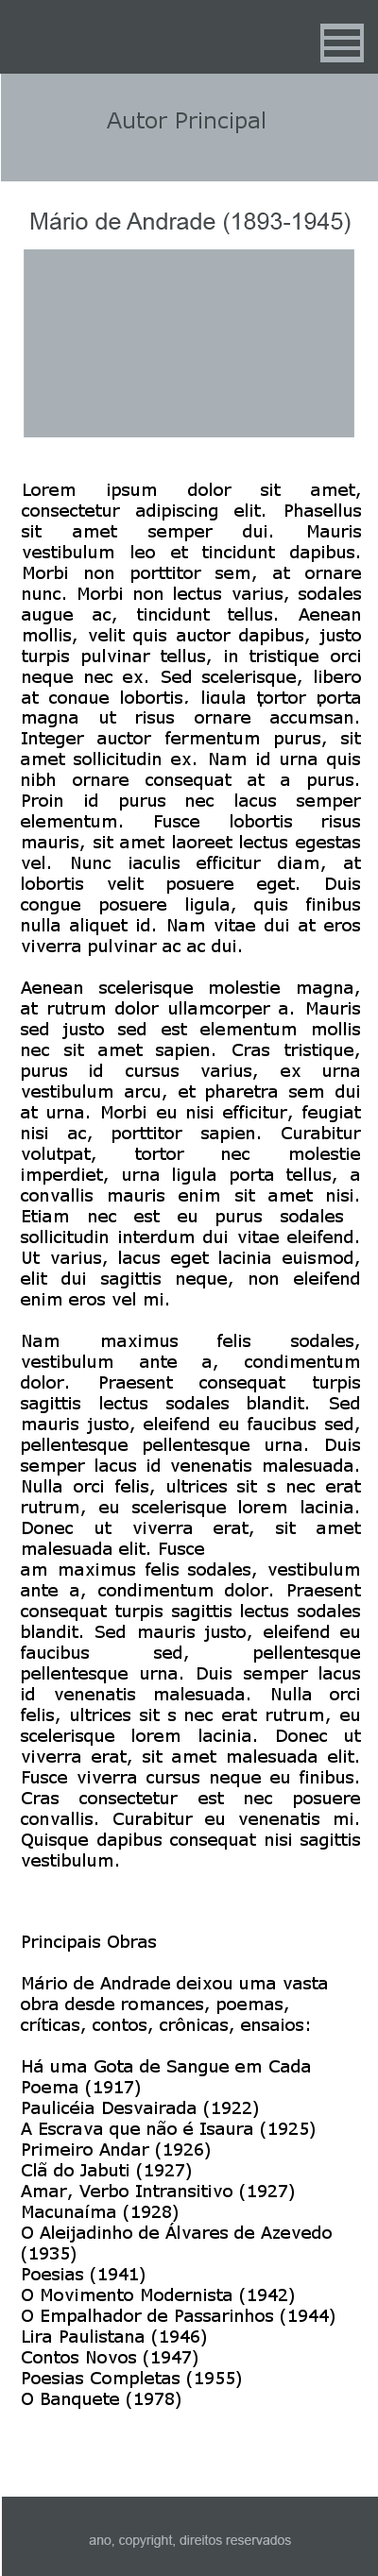 Autor Principal
Mário de Andrade (1893-1945)
Lorem ipsum dolor sit amet,
consectetur adipiscing elit. Phasellus
sit amet semper dui. Mauris
vestibulum leo et tincidunt dapibus.
Morbi non porttitor sem, at ornare
nunc. Morbi non lectus varius, sodales
augue ac, tincidunt tellus. Aenean
mollis, velit quis auctor dapibus, justo
turpis pulvinar tellus, in tristique orci
neque nec ex. Sed scelerisque, libero
at congue lobortis, ligula tortor porta
magna ut risus ornare accumsan.
Integer auctor fermentum purus, sit
amet sollicitudin ex. Nam id urna quis
nibh ornare consequat at a purus.
Proin id purus nec lacus semper
elementum. Fusce lobortis risus
mauris, sit amet laoreet lectus egestas
vel. Nunc iaculis efficitur diam, at
lobortis velit posuere eget. Duis
congue posuere ligula, quis finibus
nulla aliquet id. Nam vitae dui at eros
viverra pulvinar ac ac dui.
Aenean scelerisque molestie magna,
at rutrum dolor ullamcorper a. Mauris
sed justo sed est elementum mollis
nec sit amet sapien. Cras tristique,
purus id cursus varius, ex urna
vestibulum arcu, et pharetra sem dui
at urna. Morbi eu nisi efficitur, feugiat
nisi ac, porttitor sapien. Curabitur
volutpat, tortor nec molestie
imperdiet, urna ligula porta tellus, a
convallis mauris enim sit amet nisi.
Etiam nec est eu purus sodales
sollicitudin interdum dui vitae eleifend.
Ut varius, lacus eget lacinia euismod,
elit dui sagittis neque, non eleifend
enim eros vel mi.
Nam maximus felis sodales,
vestibulum ante a, condimentum
dolor. Praesent consequat turpis
sagittis lectus sodales blandit. Sed
mauris justo, eleifend eu faucibus sed,
pellentesque pellentesque urna. Duis
semper lacus id venenatis malesuada.
Nulla orci felis, ultrices sit s nec erat
rutrum, eu scelerisque lorem lacinia.
Donec ut viverra erat, sit amet
malesuada elit. Fusce
am maximus felis sodales, vestibulum
ante a, condimentum dolor. Praesent
consequat turpis sagittis lectus sodales
blandit. Sed mauris justo, eleifend eu
faucibus sed, pellentesque
pellentesque urna. Duis semper lacus
id venenatis malesuada. Nulla orci
felis, ultrices sit s nec erat rutrum, eu
scelerisque lorem lacinia. Donec ut
viverra erat, sit amet malesuada elit.
Fusce viverra cursus neque eu finibus.
Cras consectetur est nec posuere
convallis. Curabitur eu venenatis mi.
Quisque dapibus consequat nisi sagittis
vestibulum.
Principais Obras
Mário de Andrade deixou uma vasta
obra desde romances, poemas,
críticas, contos, crônicas, ensaios:
Há uma Gota de Sangue em Cada
Poema (1917)
Paulicéia Desvairada (1922)
A Escrava que não é Isaura (1925)
Primeiro Andar (1926)
Clã do Jabuti (1927)
Amar, Verbo Intransitivo (1927)
Macunaíma (1928)
O Aleijadinho de Álvares de Azevedo
(1935)
Poesias (1941)
O Movimento Modernista (1942)
O Empalhador de Passarinhos (1944)
Lira Paulistana (1946)
Contos Novos (1947)
Poesias Completas (1955)
O Banquete (1978)
ano, copyright, direitos reservados